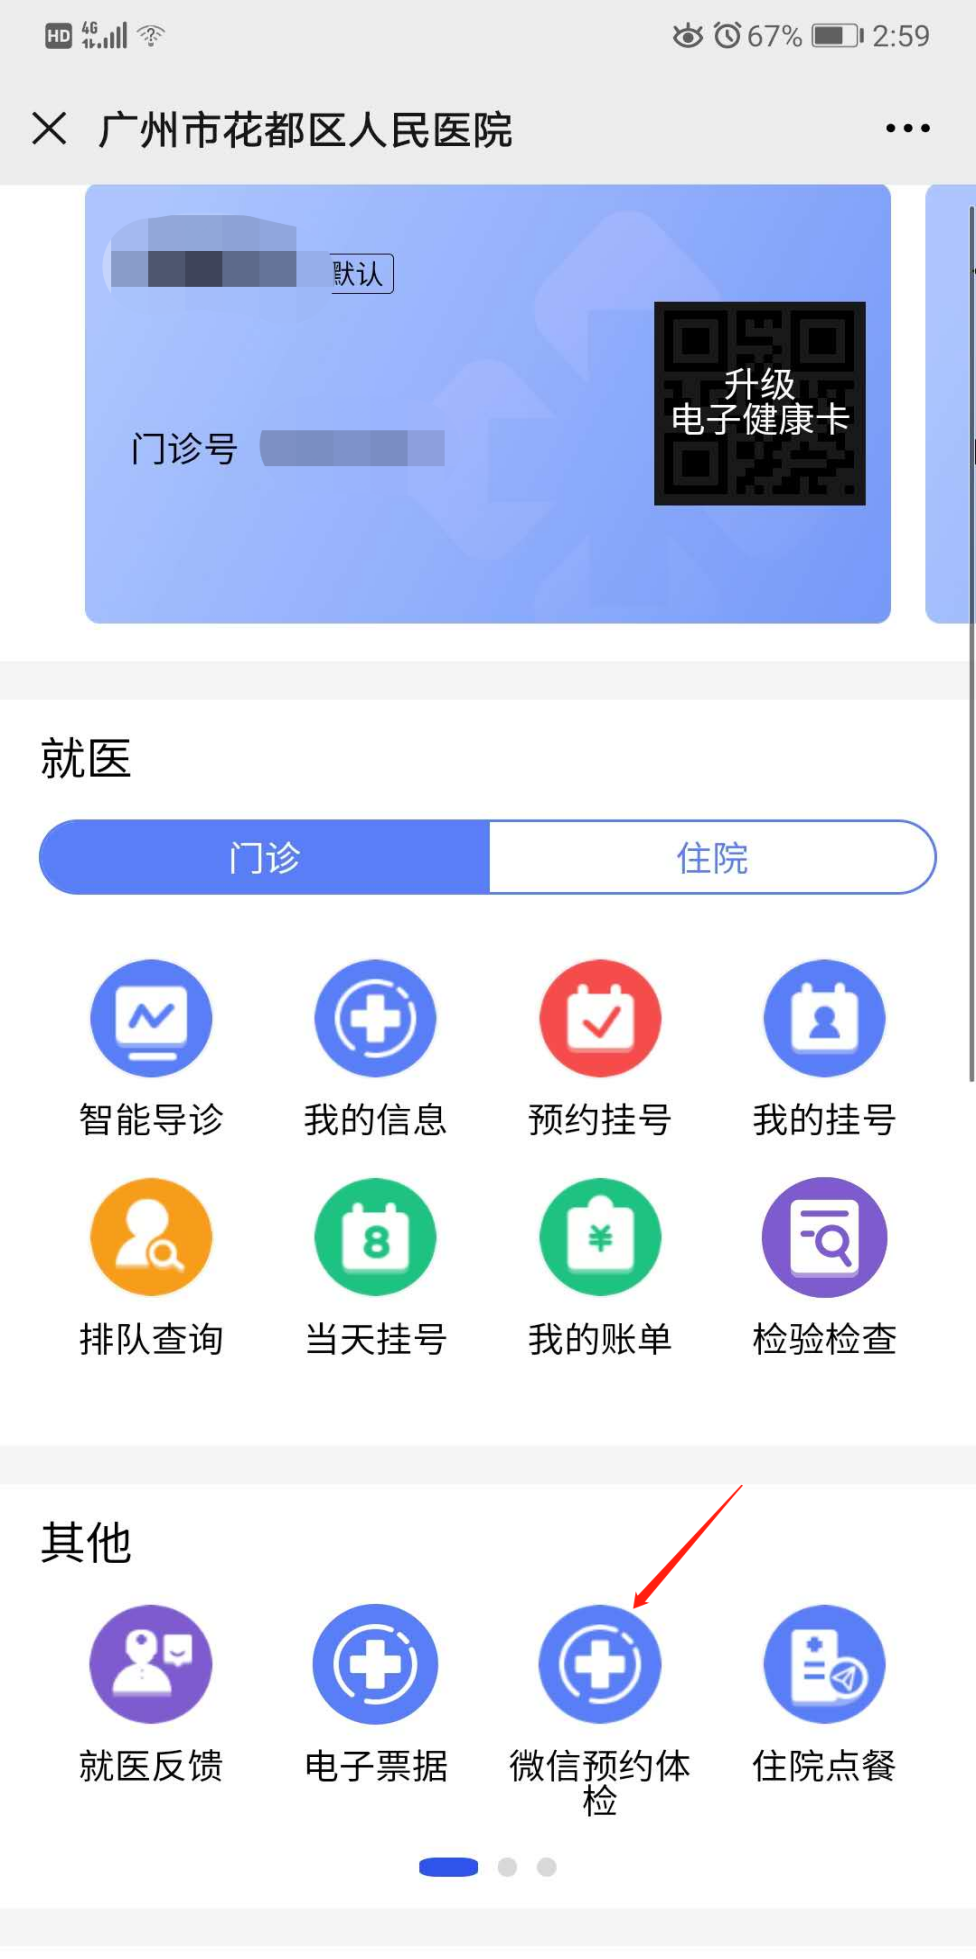 HD 4G 67% 2:59
广州市花都区人民医院
默认
升级
电子健康卡
门诊号
就医
门诊 住院
智能导诊 我的信息 预约挂号 我的挂号
8 ¥
排队查询 当天挂号 我的账单 检验检查
其他
就医反馈 电子票据 微信预约体 住院点餐
检